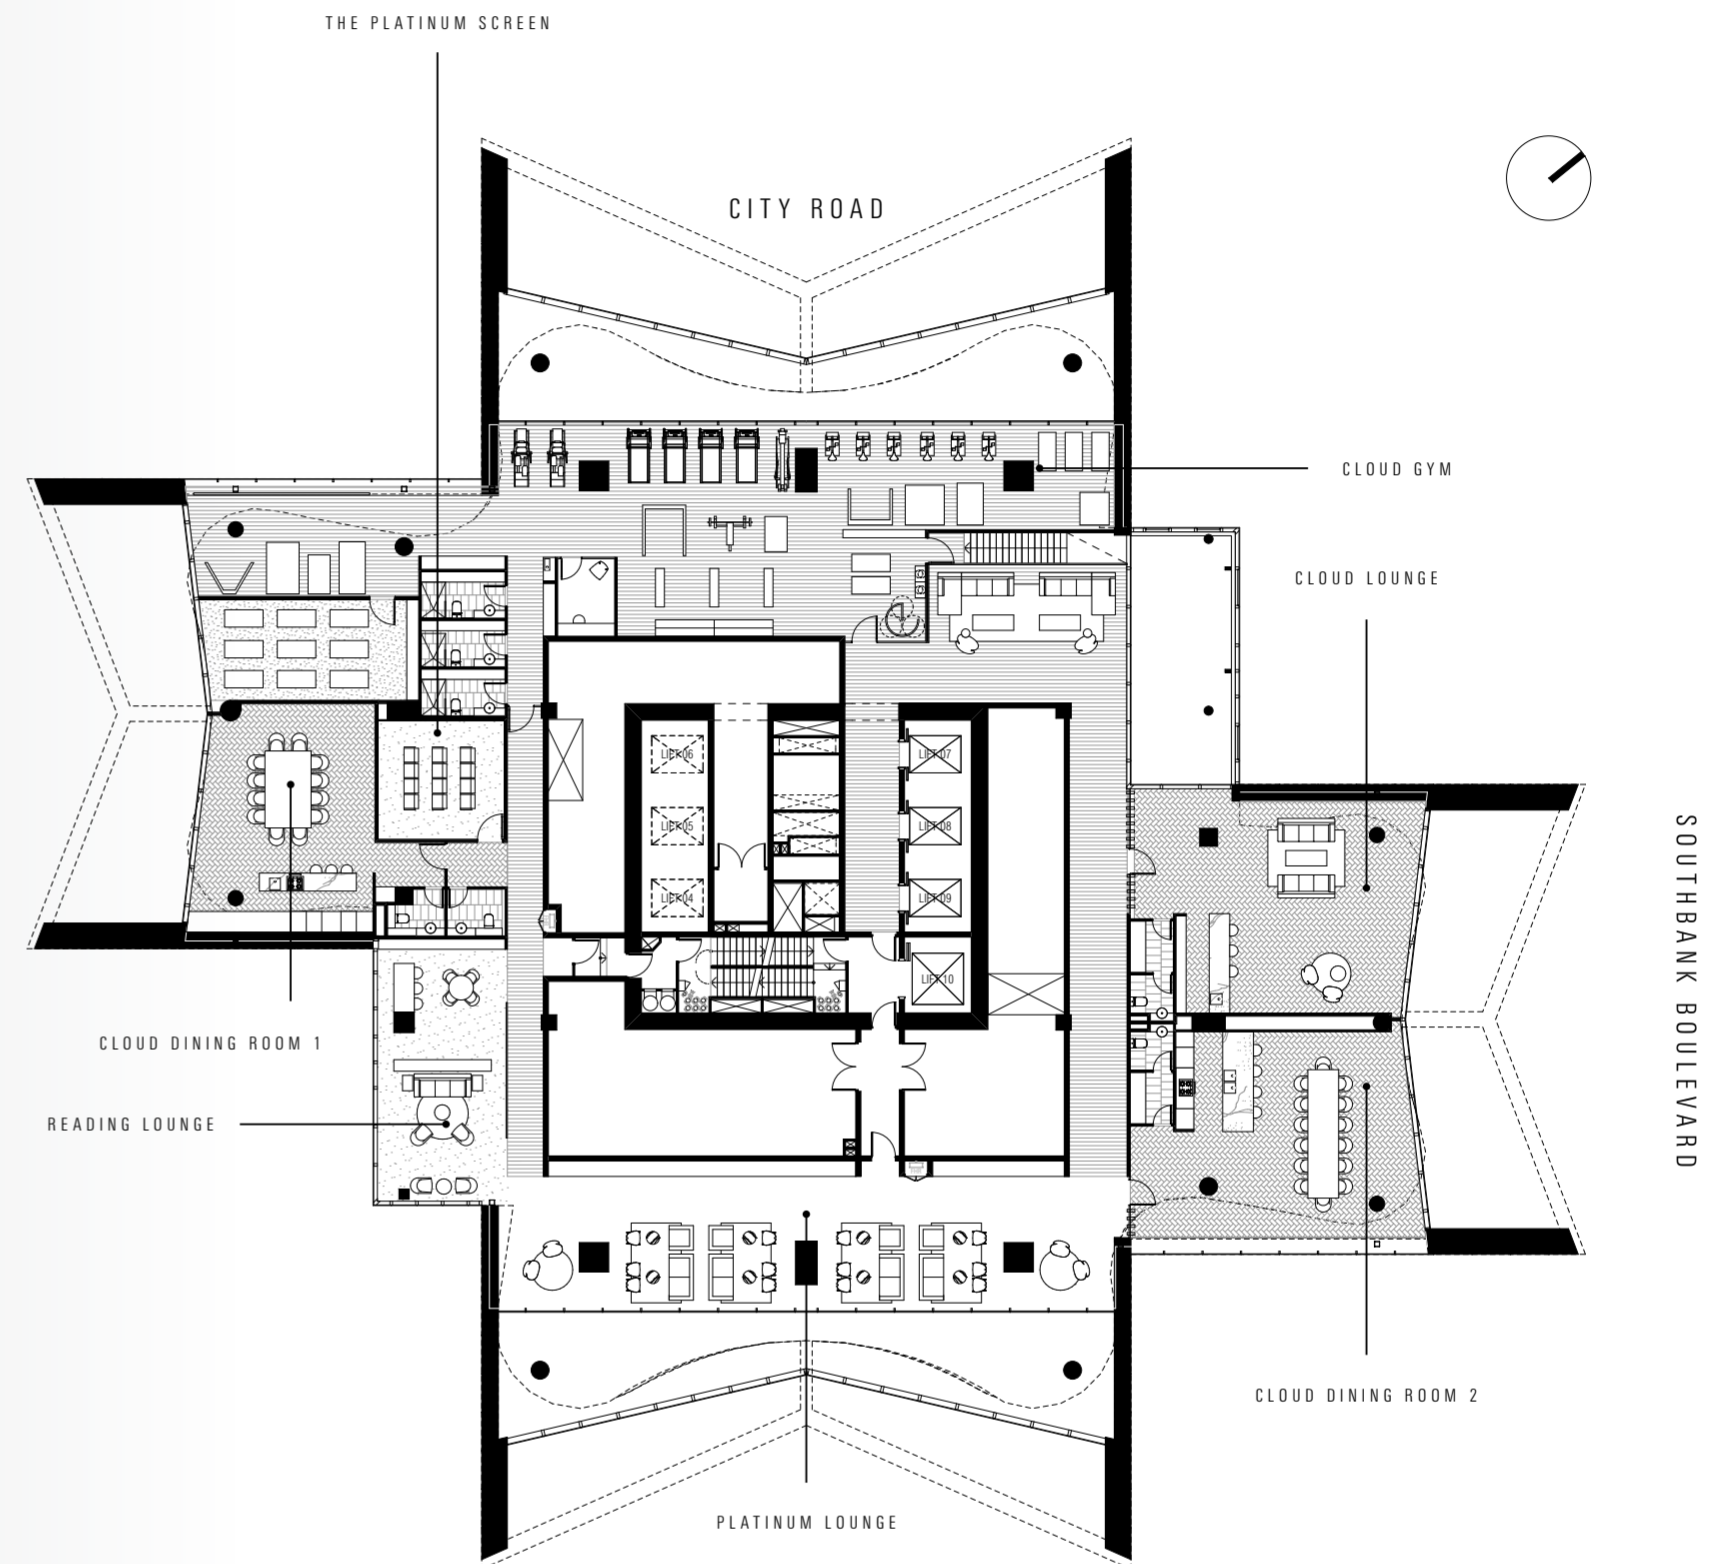 THE PLATINUM SCREEN
CITY ROAD
CLOUD GYM
CLOUD LOUNGE
LIFT 06
LIFT 07
LIFT 05
LIFT 08
LIFT 04
LIFT 09
LIFT 10
SOUTHBANK BOULEVARD
CLOUD DINING ROOM 1
READING LOUNGE
CLOUD DINING ROOM 2
PLATINUM LOUNGE